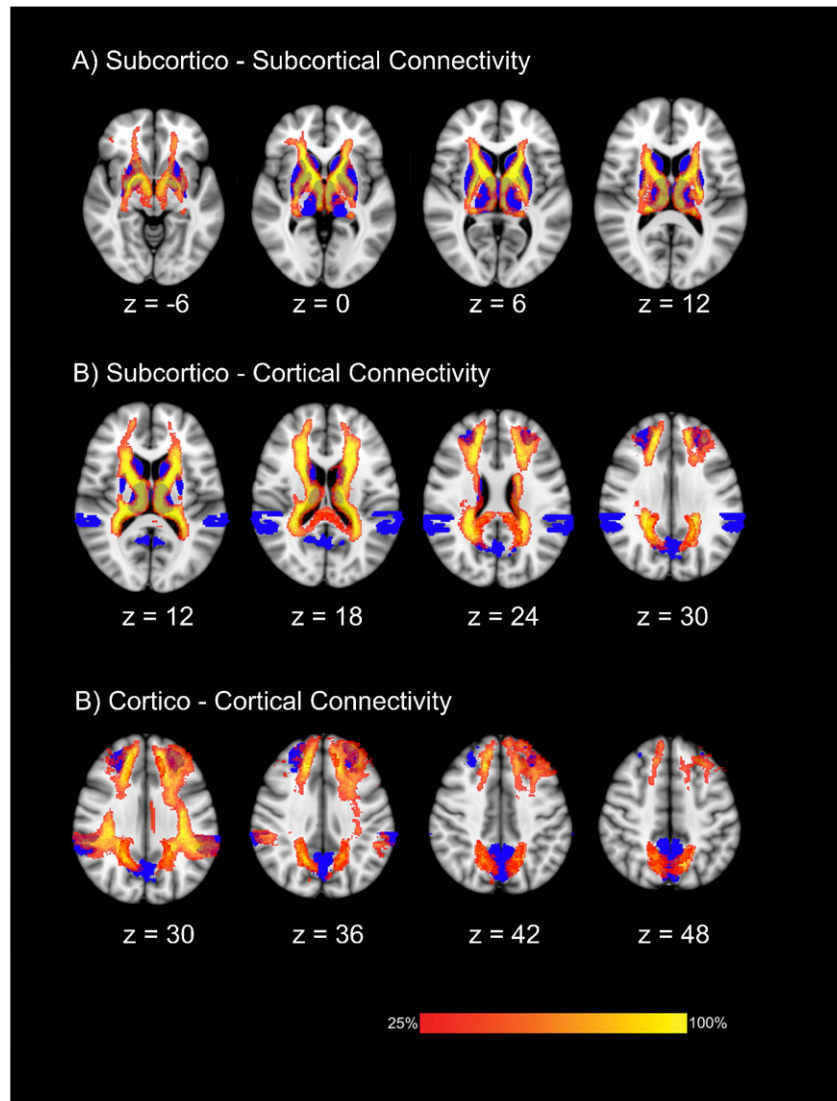 A) Subcortico - Subcortical Connectivity
z = -6 z = 0 z = 6 z = 12
B) Subcortico - Cortical Connectivity
z = 12 z = 18 z = 24 z = 30
B) Cortico - Cortical Connectivity
z = 30 z = 36 z = 42 z = 48
25% 100%